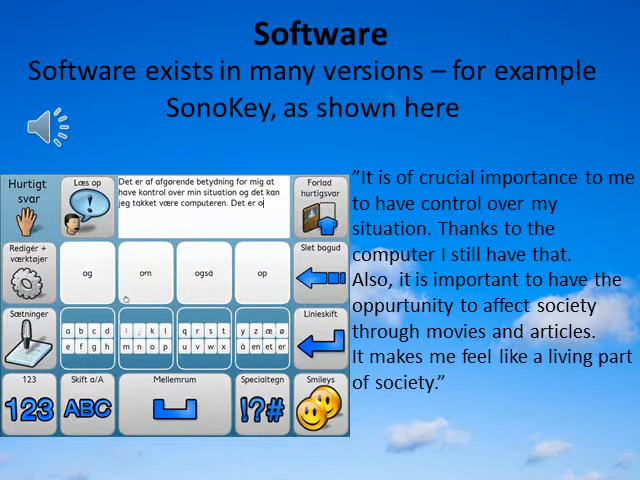 Software
Software exists in many versions – for example
SonoKey, as shown here
Hurtigt
svar
Læs op
Det er af afgørende betydning for mig at
have kontrol over min situation og det kan
jeg takket være computeren. Det er o
Forlad
hurtigsvar
Redigér +
værktøjer
og
om
også
op
Slet bagud
Sætninger
a b c d
e f g h
i j k l
m n o p
q r s t
u v w x
y z æ ø
å en et er
Linieskift
123
123
Skift a/A
ABC
Mellemrum
Specialtegn
!?#
Smileys
”It is of crucial importance to me
to have control over my
situation. Thanks to the
computer I still have that.
Also, it is important to have the
oppurtunity to affect society
through movies and articles.
It makes me feel like a living part
of society.”